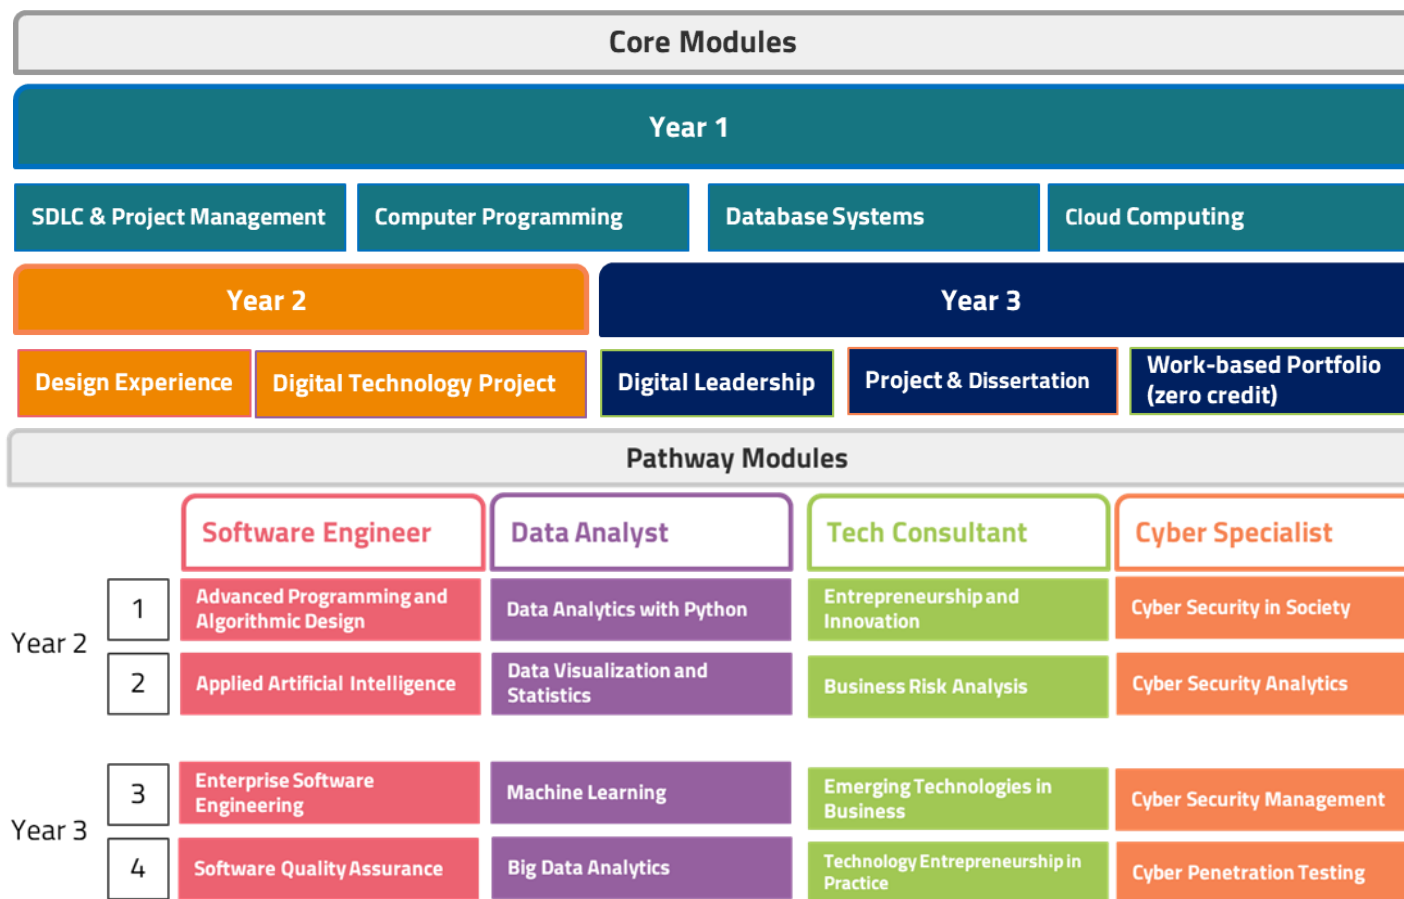 Core Modules
Year 1
SDLC & Project Management
Computer Programming
Database Systems
Cloud Computing
Year 2
Year 3
Design Experience
Digital Technology Project
Digital Leadership
Project & Dissertation
Work-based Portfolio
(zero credit)
Pathway Modules
Software Engineer
Data Analyst
Tech Consultant
Cyber Specialist
Year 2
1
Advanced Programming and
Algorithmic Design
Data Analytics with Python
Entrepreneurship and
Innovation
Cyber Security in Society
2
Applied Artificial Intelligence
Data Visualization and
Statistics
Business Risk Analysis
Cyber Security Analytics
Year 3
3
Enterprise Software
Engineering
Machine Learning
Emerging Technologies in
Business
Cyber Security Management
4
Software Quality Assurance
Big Data Analytics
Technology Entrepreneurship in
Practice
Cyber Penetration Testing